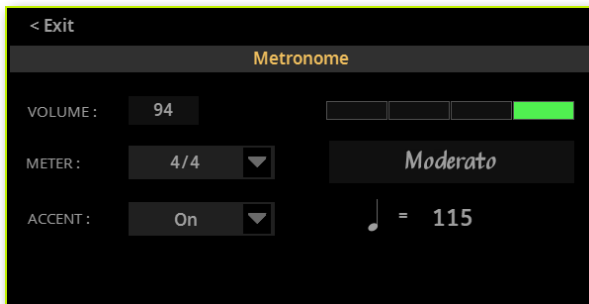 < Exit
Metronome
VOLUME : 94
METER : 4/4 Moderato
ACCENT : On = 115